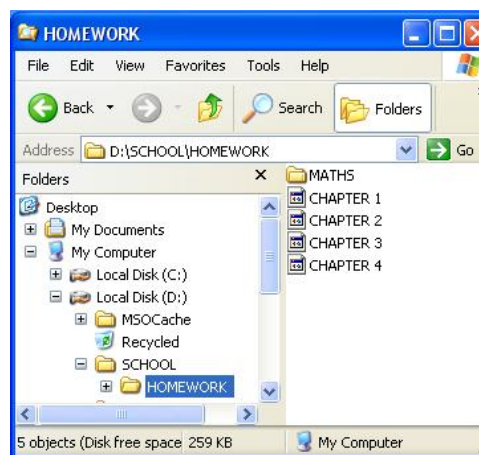 HOMEWORK
File Edit View Favorites Tools Help
Back Search Folders
Address D:\SCHOOL\HOMEWORK Go
Folders
Desktop
My Documents
My Computer
Local Disk (C:)
Local Disk (D:)
MSOCache
Recycled
SCHOOL
HOMEWORK
MATHS
CHAPTER 1
CHAPTER 2
CHAPTER 3
CHAPTER 4
5 objects (Disk free space 259 KB My Computer